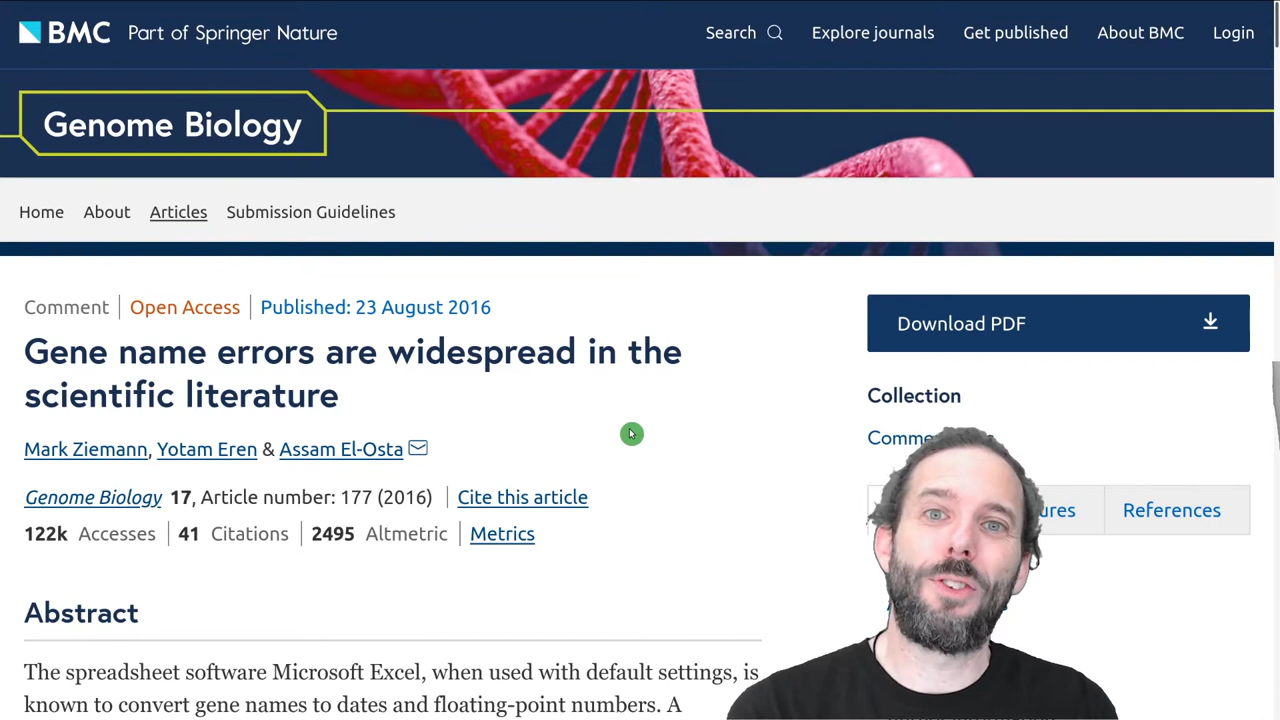 BMC Part of Springer Nature
Search Explore journals Get published About BMC Login
Genome Biology
Home About Articles Submission Guidelines
Comment Open Access Published: 23 August 2016
Download PDF
Gene name errors are widespread in the
scientific literature
Collection
Mark Ziemann, Yotam Eren & Assam El-Osta
Genome Biology 17, Article number: 177 (2016) Cite this article
References
122k Accesses 41 Citations 2495 Altmetric Metrics
Abstract
The spreadsheet software Microsoft Excel, when used with default settings, is
known to convert gene names to dates and floating-point numbers. A